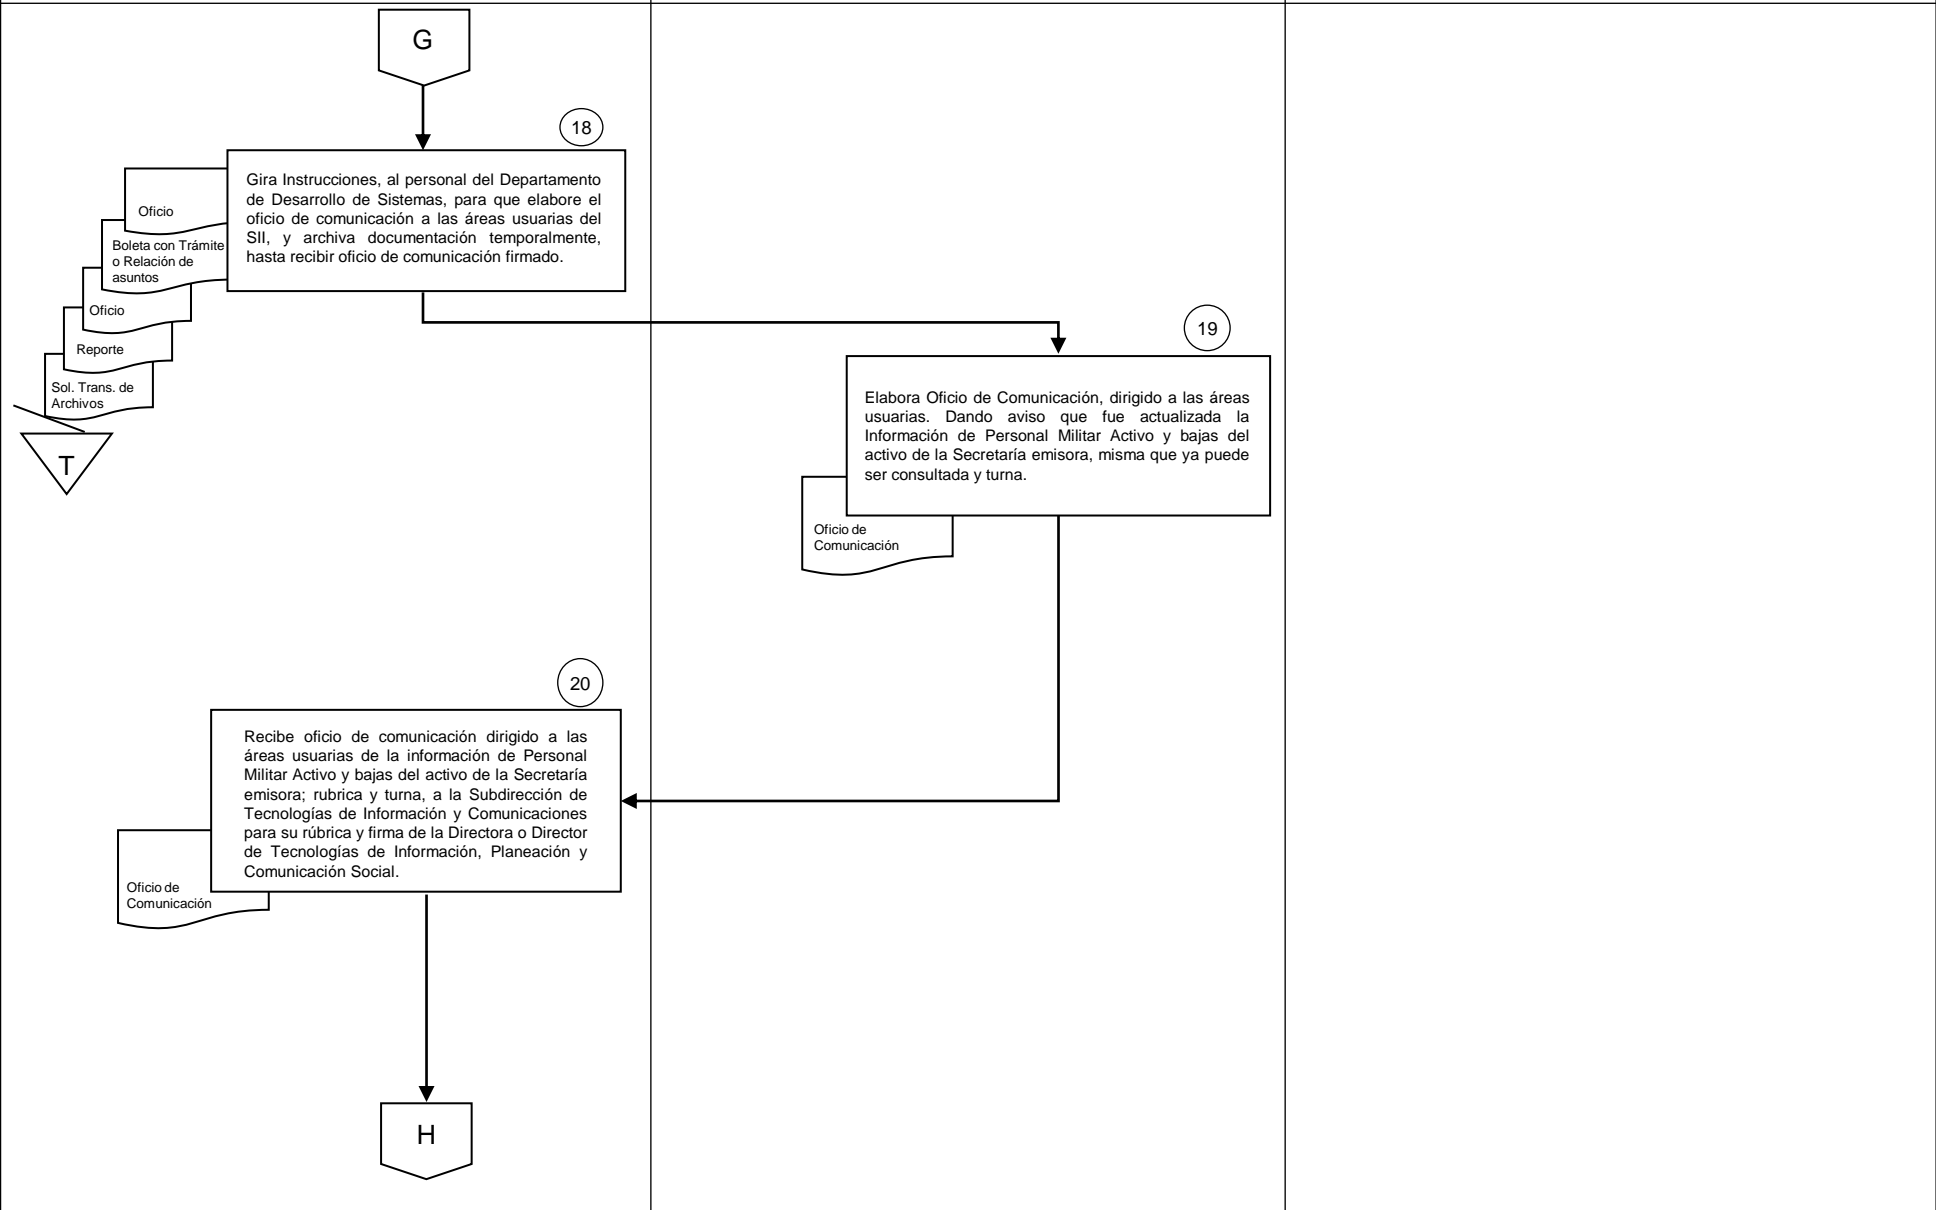 G
18
Gira Instrucciones, al personal del Departamento
de Desarrollo de Sistemas, para que elabore el
oficio de comunicación a las áreas usuarias del
SII, y archiva documentación temporalmente,
hasta recibir oficio de comunicación firmado.
Oficio
Boleta con Trámite
o Relación de
asuntos
Oficio
Reporte
Sol. Trans. de
Archivos
T
19
Elabora Oficio de Comunicación, dirigido a las áreas
usuarias. Dando aviso que fue actualizada la
Información de Personal Militar Activo y bajas del
activo de la Secretaría emisora, misma que ya puede
ser consultada y turna.
Oficio de
Comunicación
20
Recibe oficio de comunicación dirigido a las
áreas usuarias de la información de Personal
Militar Activo y bajas del activo de la Secretaría
emisora; rubrica y turna, a la Subdirección de
Tecnologías de Información y Comunicaciones
para su rúbrica y firma de la Directora o Director
de Tecnologías de Información, Planeación y
Comunicación Social.
Oficio de
Comunicación
H